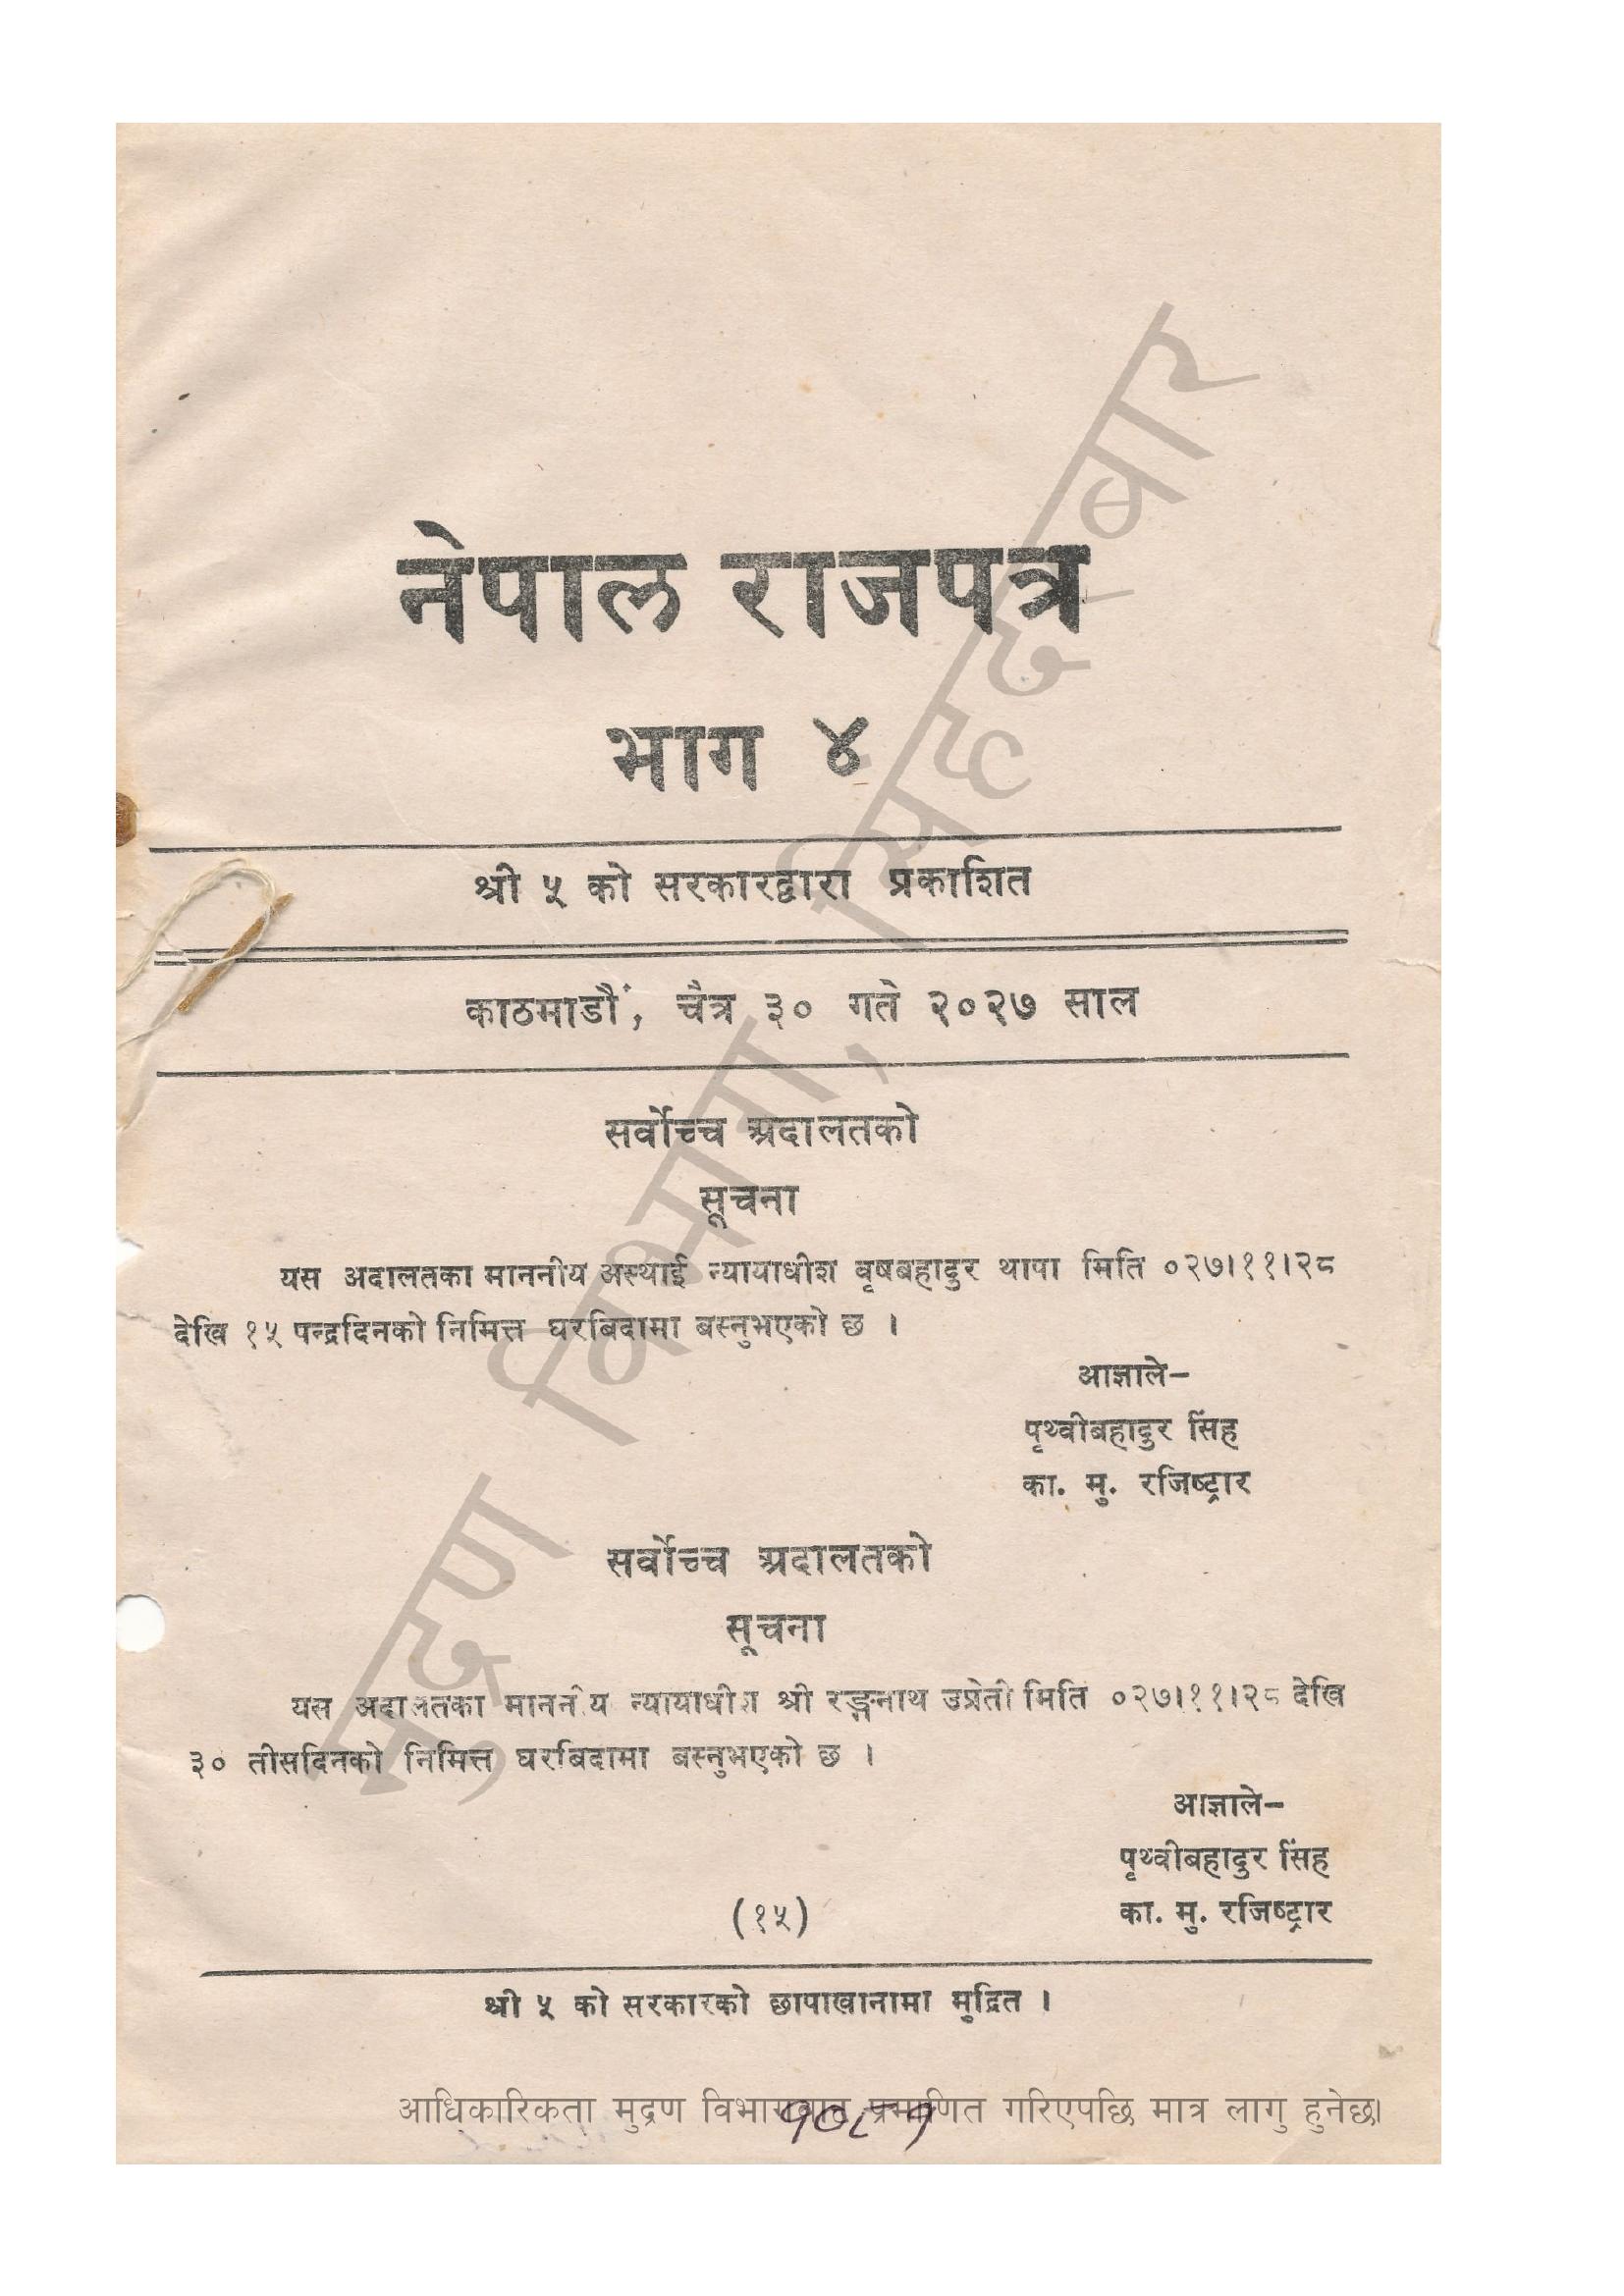 नेपाल राजपत्र
भाग ४
श्री ५ को सरकारद्वारा प्रकाशित
काठमाडौं, चैत्र ३० गते २०२७ साल
सर्वोच्च अदालतको
सूचना
यस अदालतका माननीय अस्थाई न्यायाधीश वृषबहादुर थापा मिति ०२७।११।२८
देखि १५ पन्द्रदिनको निमित्त घरबिदामा बस्नुभएको छ ।
आज्ञाले–
पृथ्वीबहादुर सिंह
का. मु. रजिष्ट्रार
सर्वोच्च अदालतको
सूचना
यस अदालतका माननीय न्यायाधीश श्री रङ्गनाथ उप्रेती मिति ०२७।११।२८ देखि
३० तीसदिनको निमित्त घरबिदामा बस्नुभएको छ ।
आज्ञाले–
पृथ्वीबहादुर सिंह
का. मु. रजिष्ट्रार
(१५)
श्री ५ को सरकारको छापाखानामा मुद्रित ।
आधिकारिकता मुद्रण विभागबाट प्रमाणित गरिएपछि मात्र लागु हुनेछ।
मुद्रण विभाग, सिंहदरबार